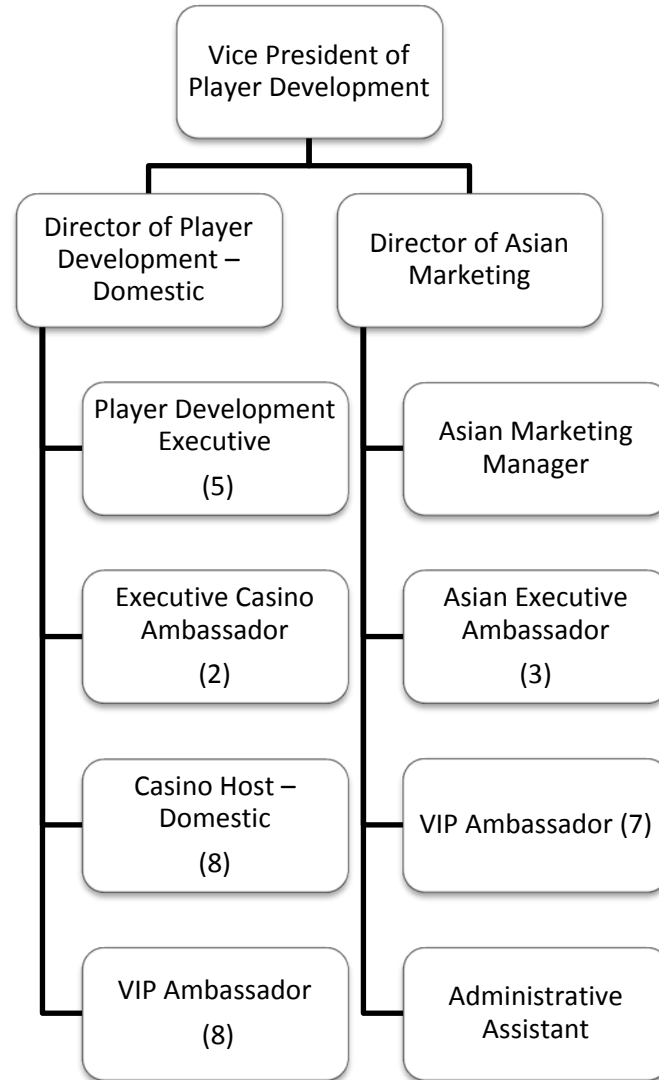 Vice President of
Player Development
Director of Player
Development –
Domestic
Director of Asian
Marketing
Player Development
Executive
(5)
Asian Marketing
Manager
Executive Casino
Ambassador
(2)
Asian Executive
Ambassador
(3)
Casino Host –
Domestic
(8)
VIP Ambassador (7)
VIP Ambassador
(8)
Administrative
Assistant